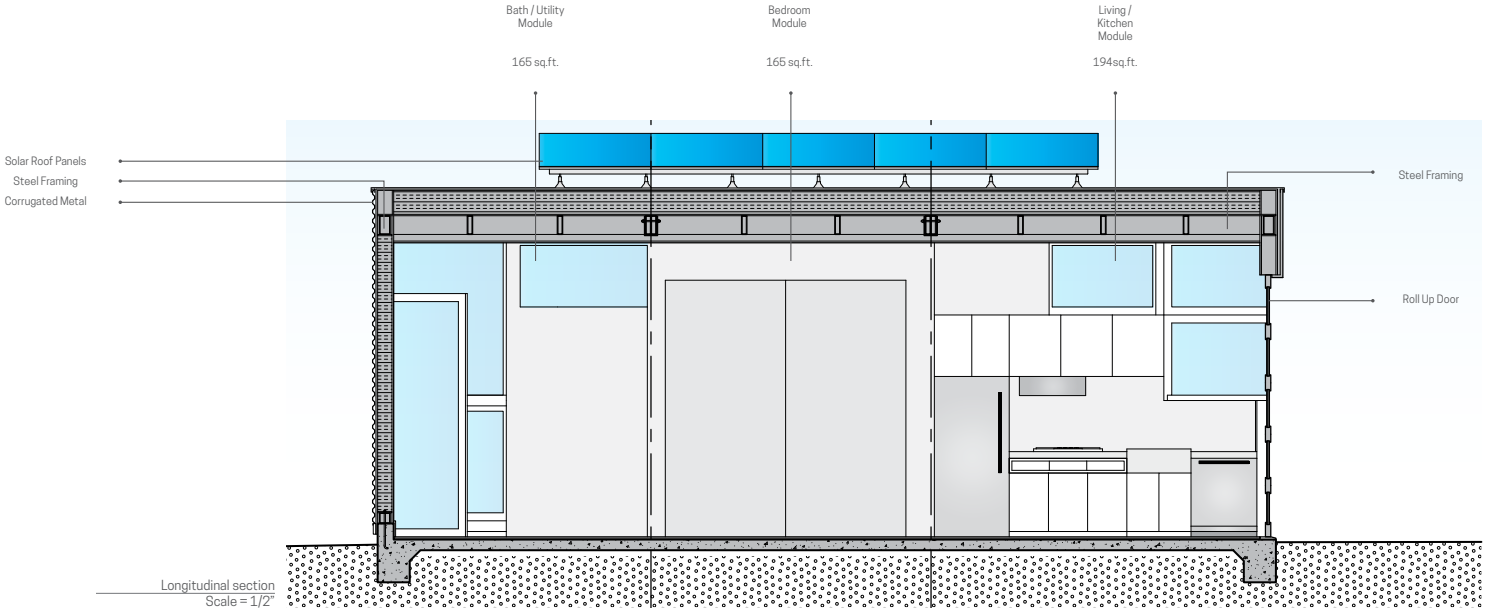 Bath / Utility
Module
165 sq.ft.
Bedroom
Module
165 sq.ft.
Living /
Kitchen
Module
194sq.ft.
Solar Roof Panels
Steel Framing
Corrugated Metal
Steel Framing
Roll Up Door
Longitudinal section
Scale = 1/2"